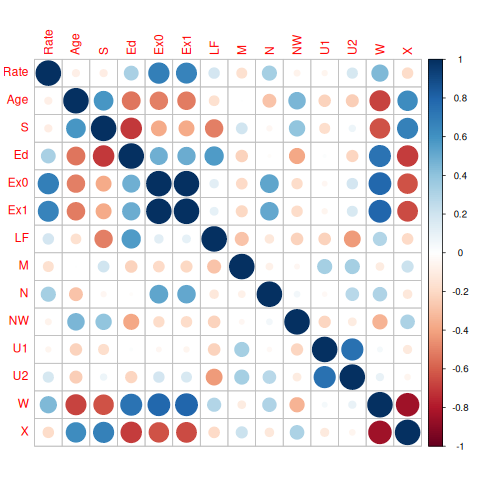 Rate Age S Ed Ex0 Ex1 LF M N NW U1 U2 W X
Rate
Age
S
Ed
Ex0
Ex1
LF
M
N
NW
U1
U2
W
X
1
0.8
0.6
0.4
0.2
0
-0.2
-0.4
-0.6
-0.8
-1